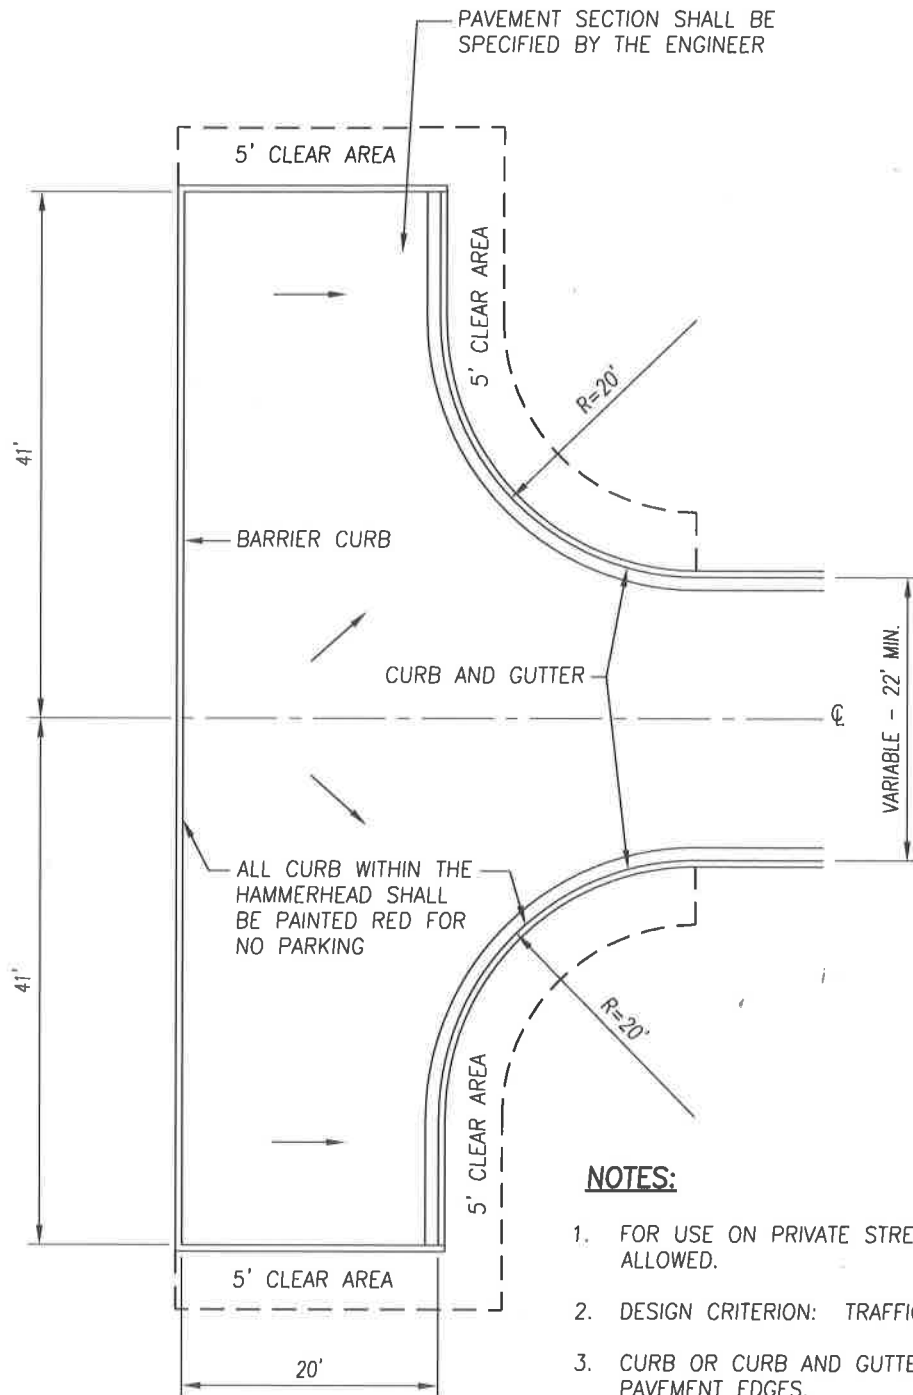 PAVEMENT SECTION SHALL BE
SPECIFIED BY THE ENGINEER
5' CLEAR AREA
5' CLEAR AREA
R=20'
41'
BARRIER CURB
CURB AND GUTTER
℄
VARIABLE - 22' MIN.
ALL CURB WITHIN THE
HAMMERHEAD SHALL
BE PAINTED RED FOR
NO PARKING
41'
R=20'
5' CLEAR AREA
5' CLEAR AREA
20'
NOTES:
1. FOR USE ON PRIVATE STRE
ALLOWED.
2. DESIGN CRITERION: TRAFFIC
3. CURB OR CURB AND GUTTE
PAVEMENT EDGES.